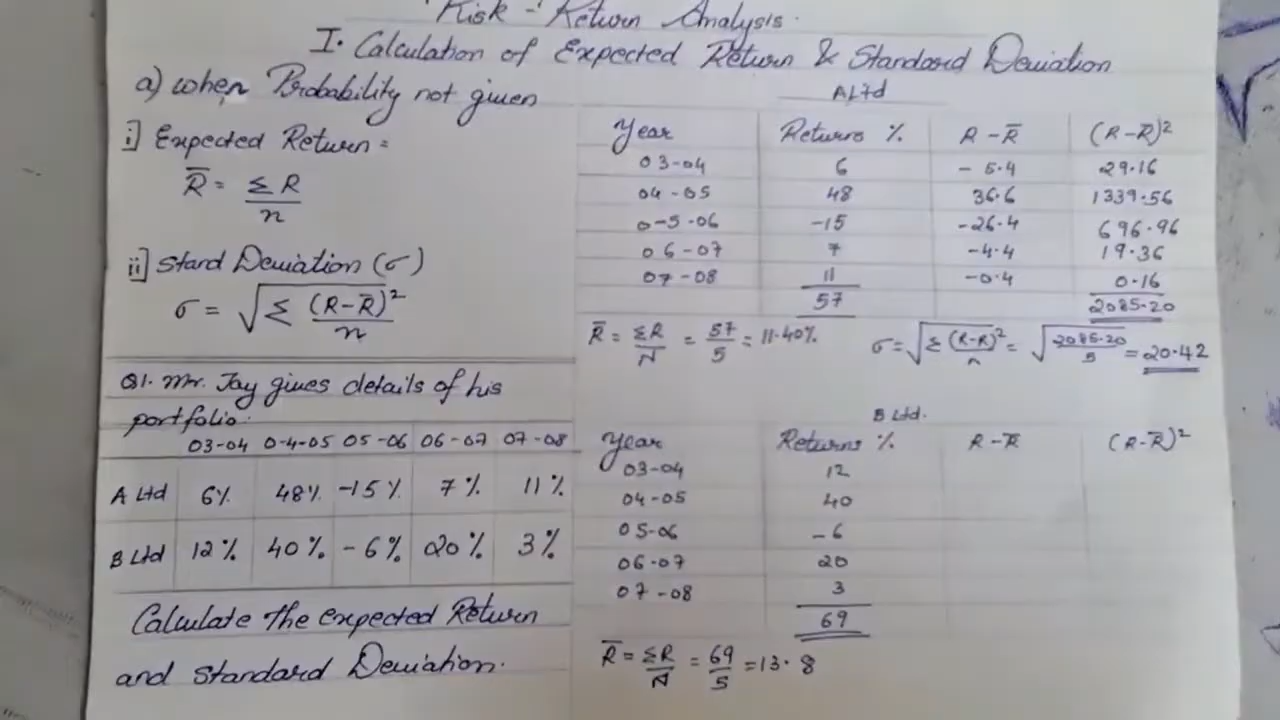 Risk - Return Analysis.
I. Calculation of Expected Return & Standard Deviation
a) when Probability not given
i] Expected Return =
R̅ = ΣR / n
ii] Stard Deviation (σ)
σ = √Σ (R-R̅)² / n
Q1. Mr. Jay gives details of his
portfolio.
03-04 0-4-05 05-06 06-07 07-08
A Ltd 6% 48% -15% 7% 11%
B Ltd 12% 40% -6% 20% 3%
Calculate the expected Return
and Standard Deviation.
A Ltd
Year Returns % R-R̅ (R-R̅)²
03-04 6 -5.4 29.16
04-05 48 36.6 1339.56
0-5-06 -15 -26.4 696.96
06-07 7 -4.4 19.36
07-08 11 -0.4 0.16
57 2085.20
R̅ = ΣR / N = 57 / 5 = 11.40% σ = √Σ (R-R)² / n = √2085.20 / 5 = 20.42
B Ltd.
Year Returns % R-R̅ (R-R̅)²
03-04 12
04-05 40
05-06 -6
06-07 20
07-08 3
69
R̅ = ΣR / N = 69 / 5 = 13.8